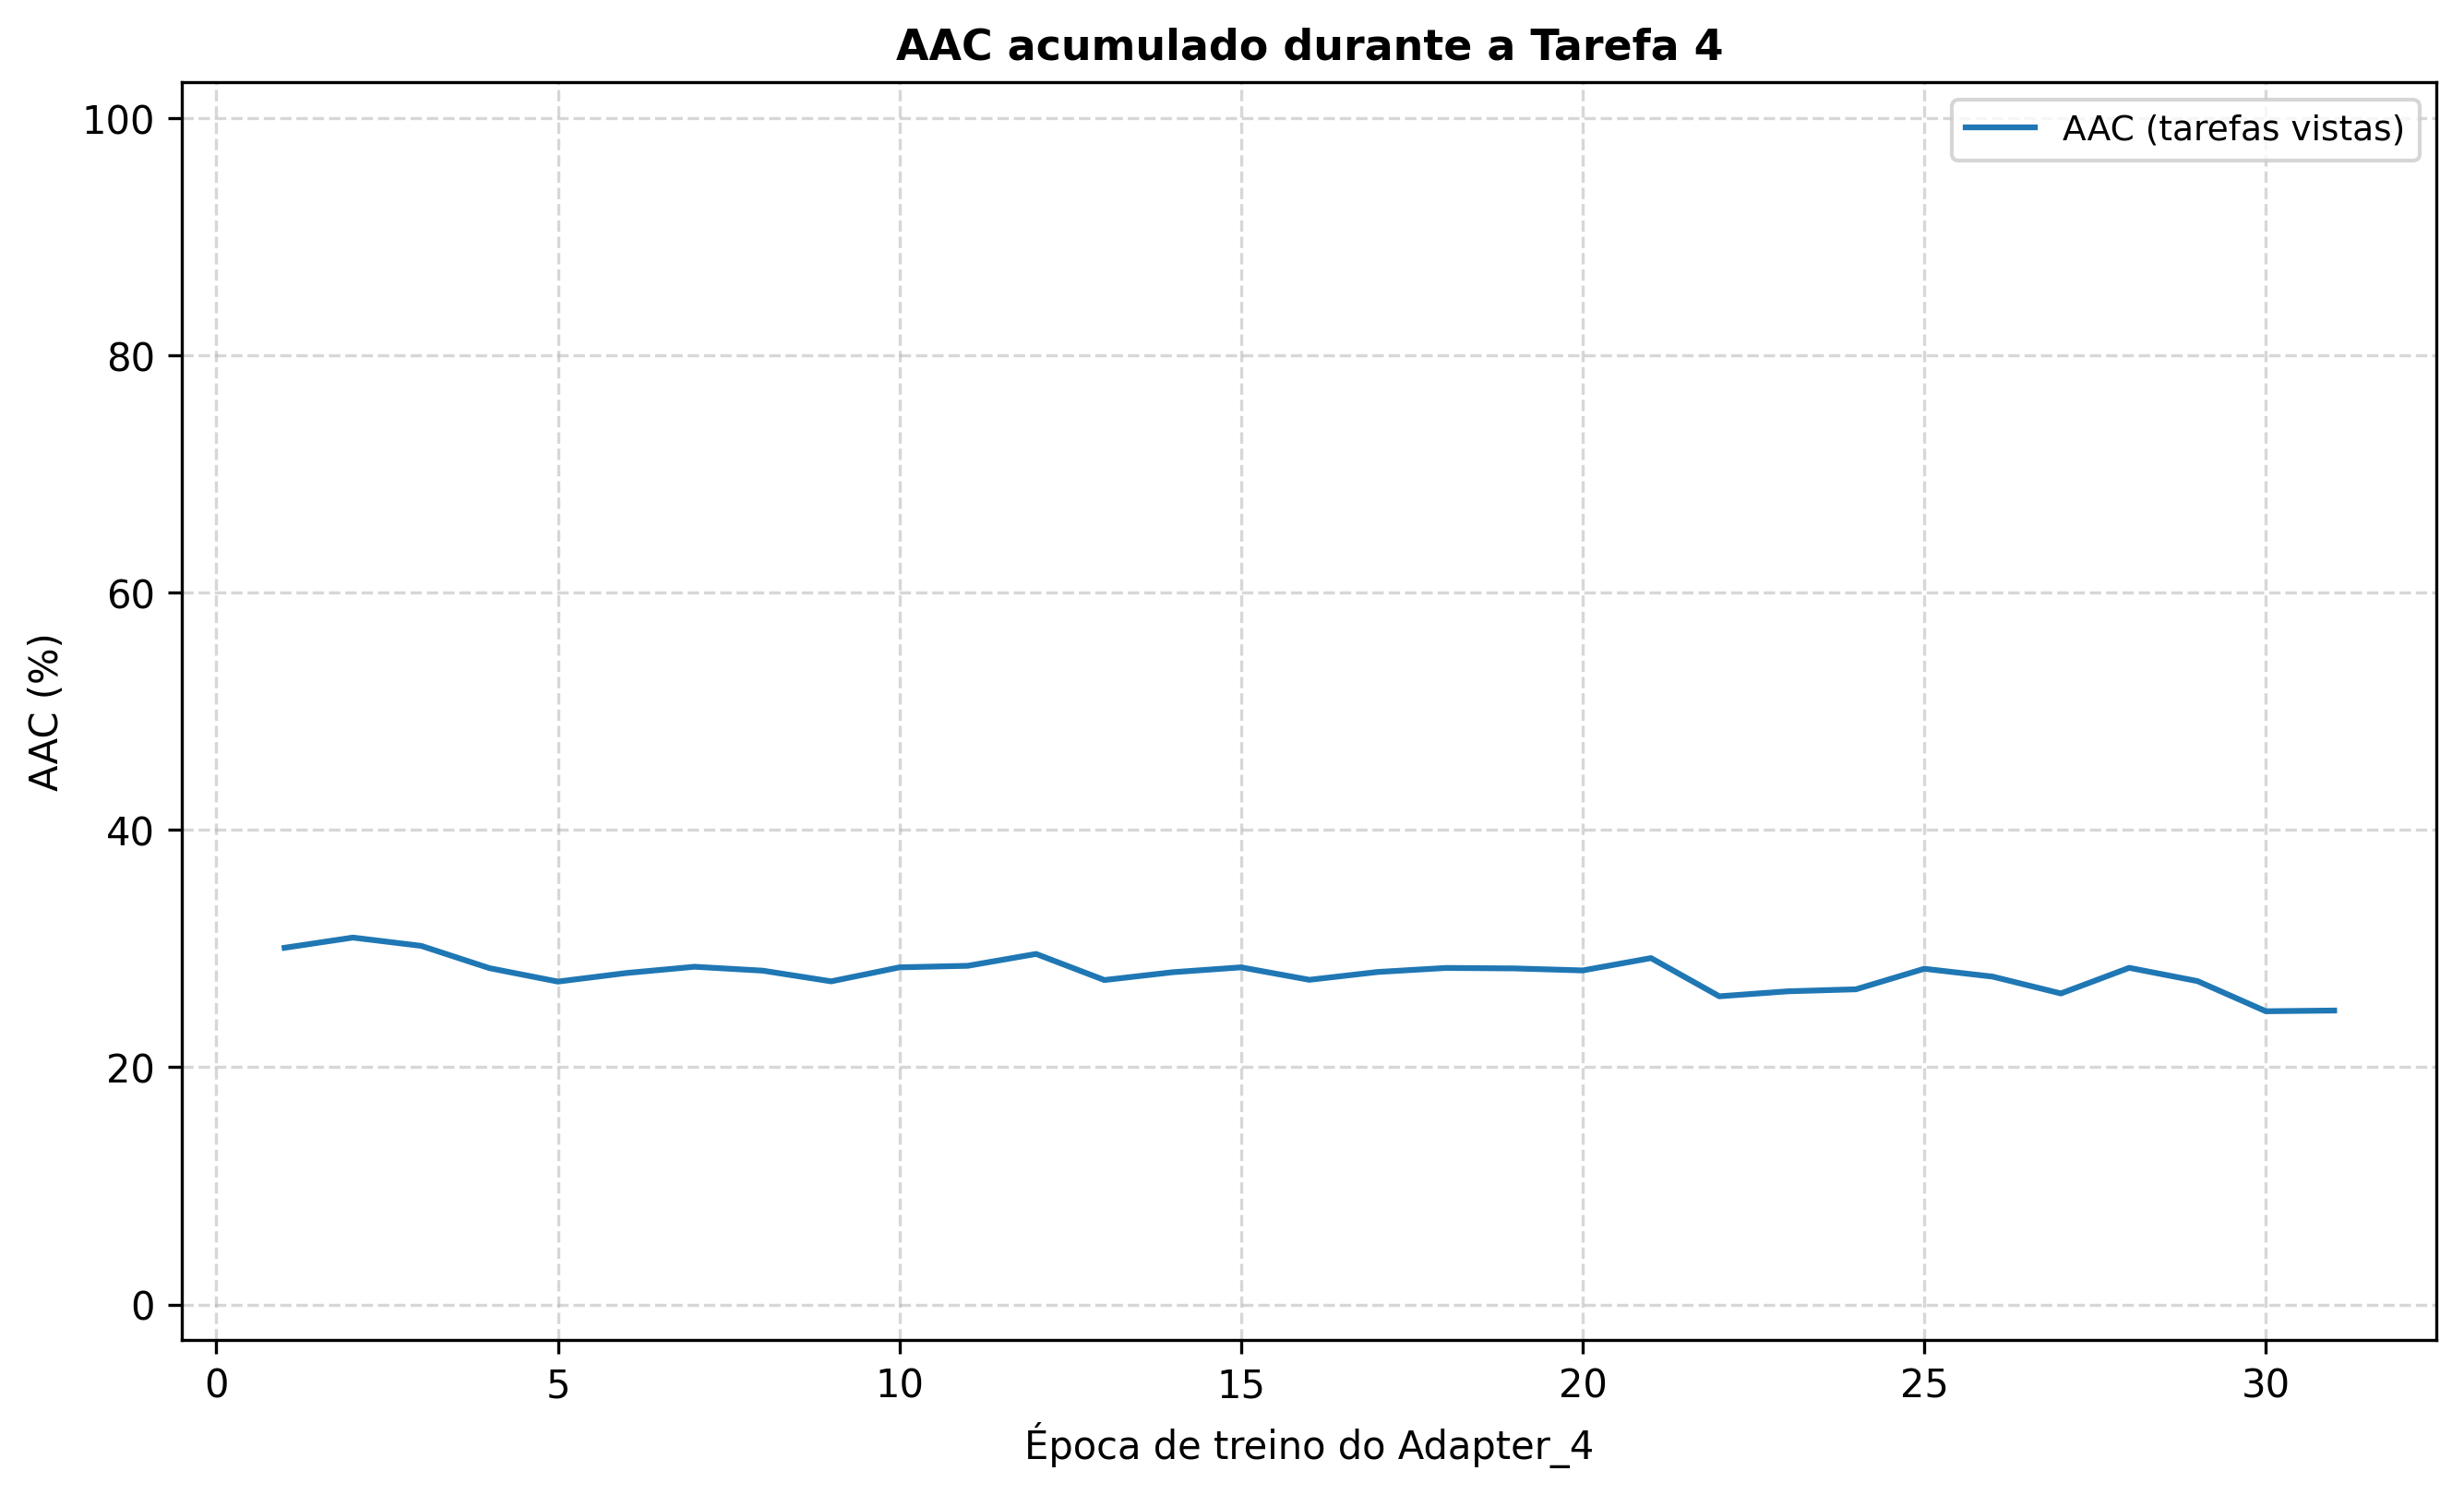 AAC acumulado durante a Tarefa 4
AAC (tarefas vistas)
AAC (%)
100
80
60
40
20
0
0 5 10 15 20 25 30
Época de treino do Adapter_4